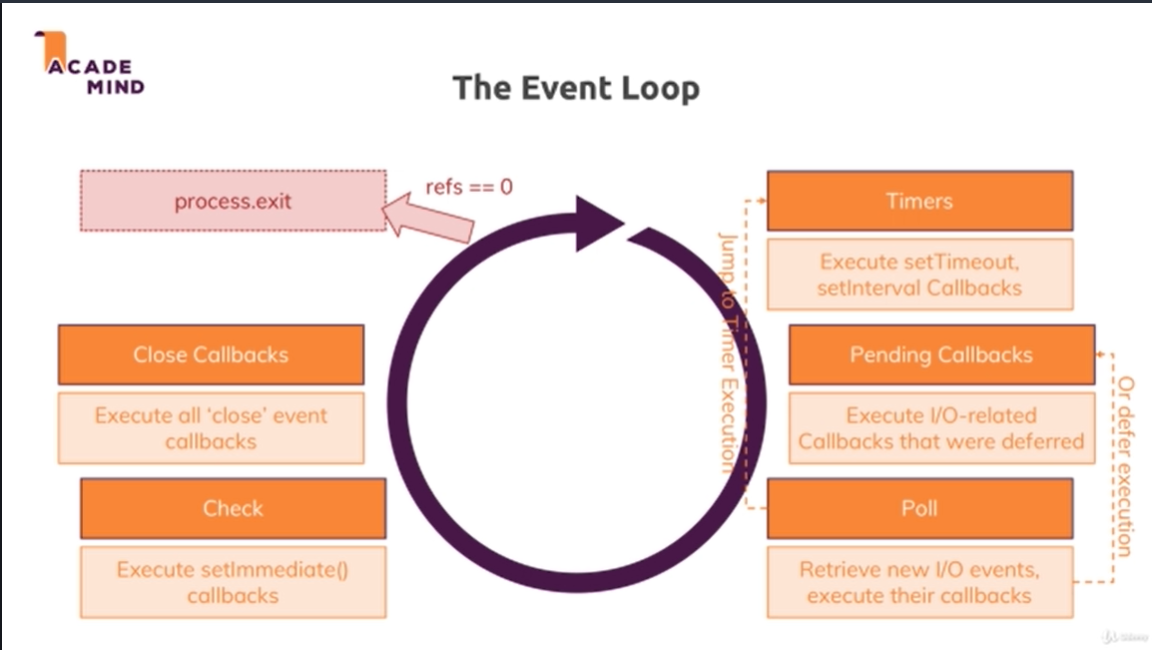 ACADE
MIND
The Event Loop
process.exit
refs == 0
Timers
Execute setTimeout,
setInterval Callbacks
Jump to Timer Execution
Close Callbacks
Execute all ‘close’ event
callbacks
Pending Callbacks
Execute I/O-related
Callbacks that were deferred
Or defer execution
Check
Execute setImmediate()
callbacks
Poll
Retrieve new I/O events,
execute their callbacks
Udemy